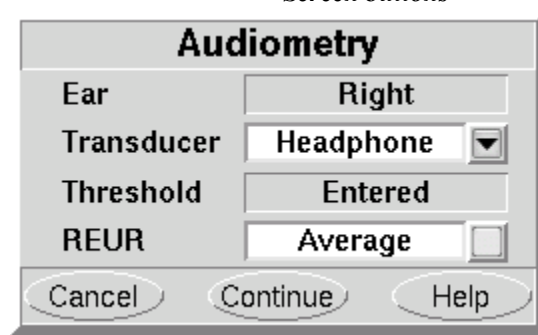 Screen buttons
Audiometry
Ear Right
Transducer Headphone
Threshold Entered
REUR Average
Cancel Continue Help